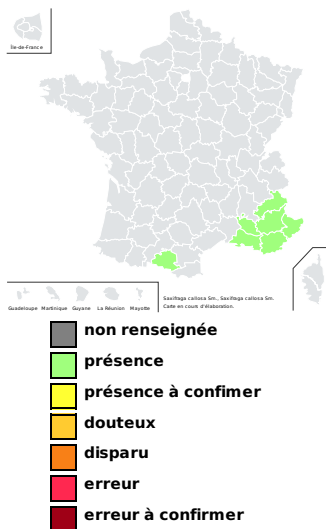 Île-de-France
Guadeloupe Martinique Guyane La Réunion Mayotte
Saxifraga callosa Sm., Saxifraga callosa Sm.
Carte en cours d'élaboration.
non renseignée
présence
présence à confimer
douteux
disparu
erreur
erreur à confirmer